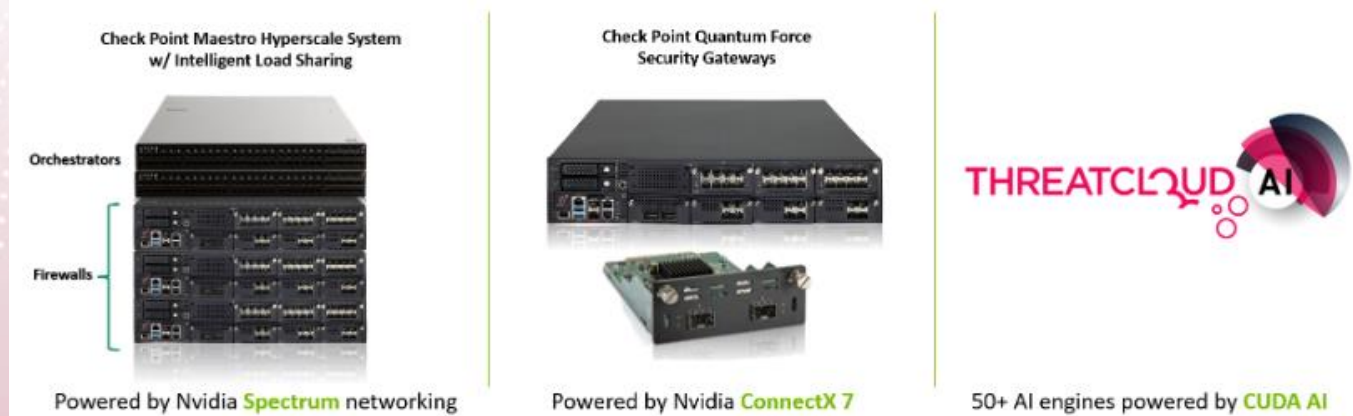 Check Point Maestro Hyperscale System
w/ Intelligent Load Sharing
Orchestrators
Firewalls
Powered by Nvidia Spectrum networking
Check Point Quantum Force
Security Gateways
Powered by Nvidia ConnectX 7
THREATCLOUD AI
50+ AI engines powered by CUDA AI